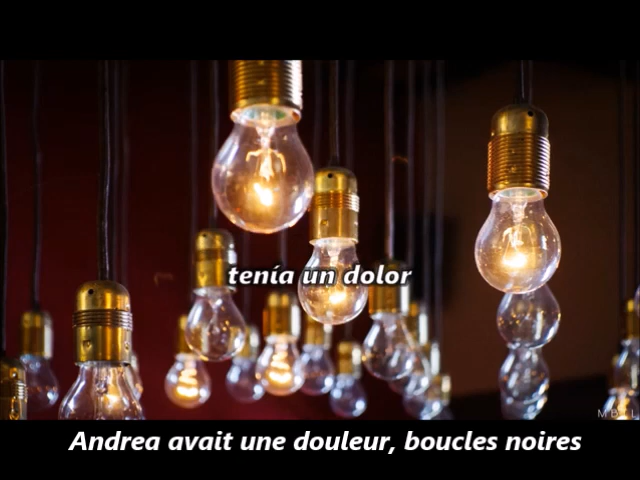 tenía un dolor
Andrea avait une douleur, boucles noires